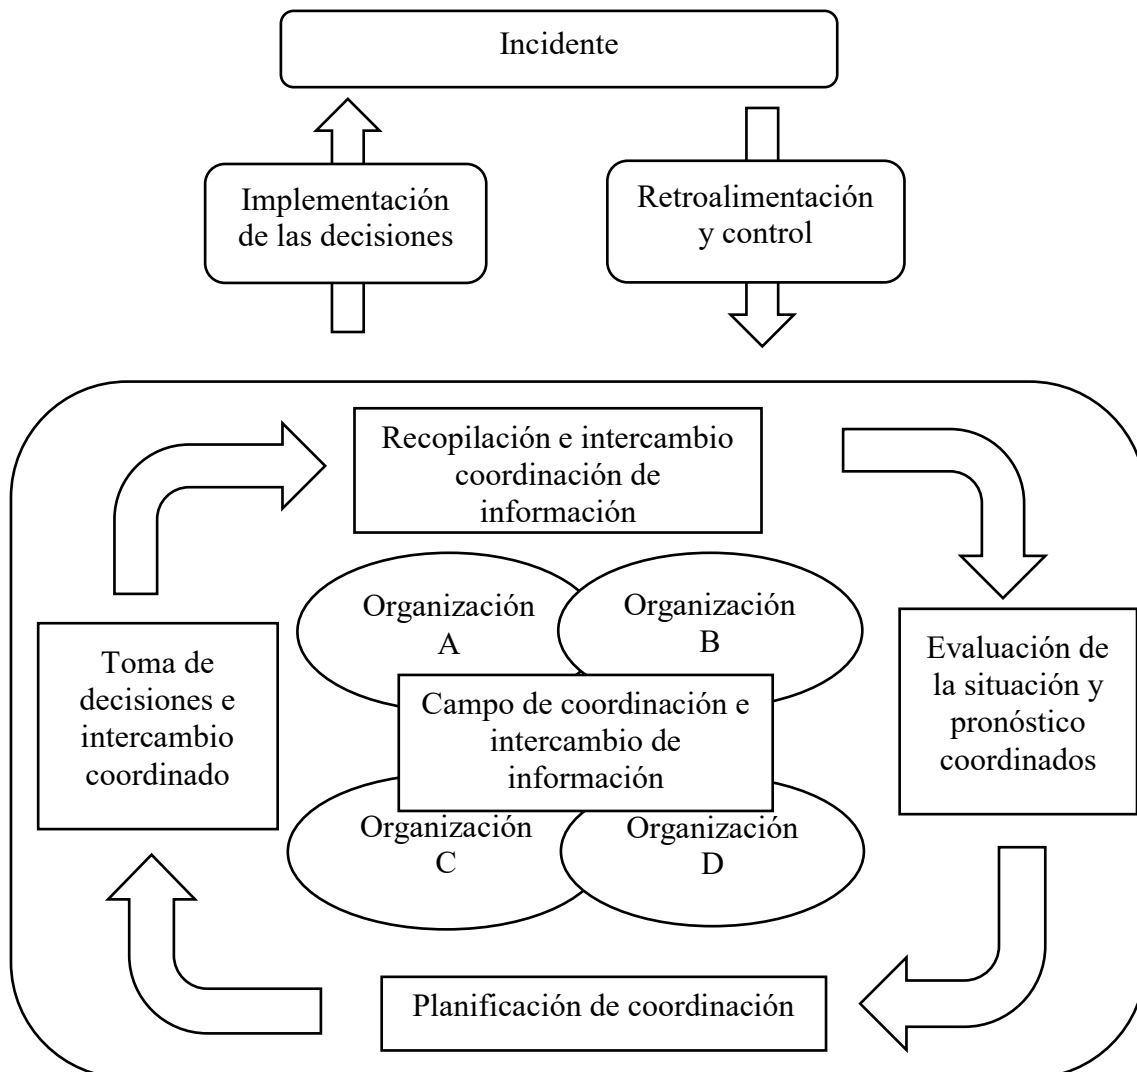 Incidente
Implementación
de las decisiones
Retroalimentación
y control
Recopilación e intercambio
coordinación de
información
Organización
A
Organización
B
Toma de
decisiones e
intercambio
coordinado
Campo de coordinación e
intercambio de
información
Evaluación de
la situación y
pronóstico
coordinados
Organización
C
Organización
D
Planificación de coordinación